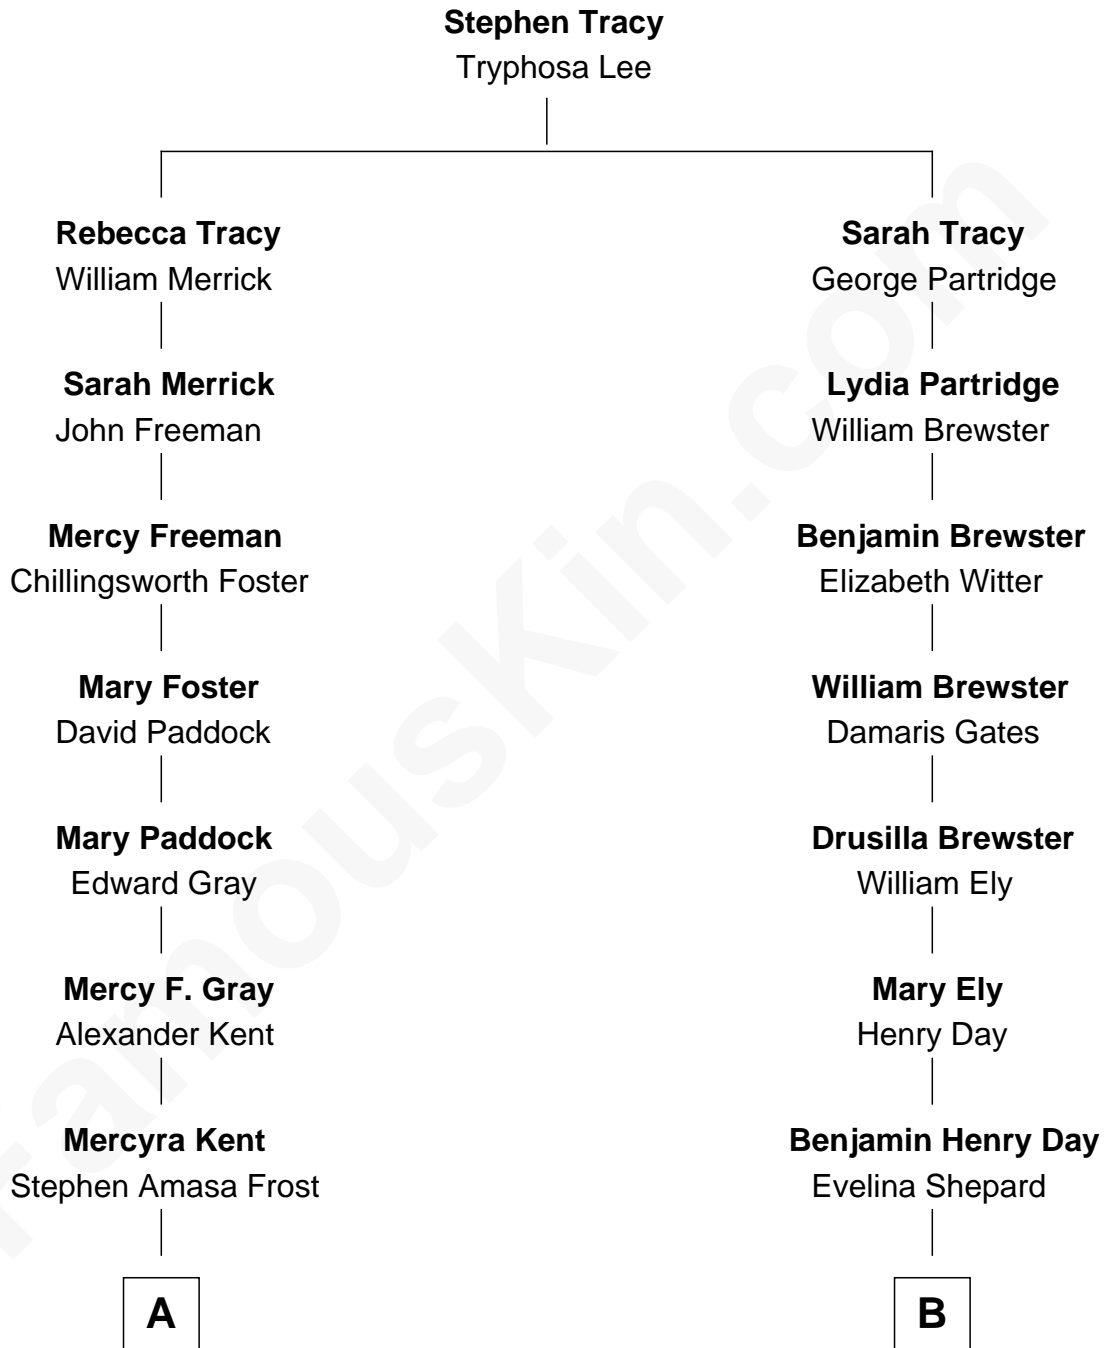 Stephen Tracy
Tryphosa Lee
Rebecca Tracy
William Merrick
Sarah Tracy
George Partridge
Sarah Merrick
John Freeman
Lydia Partridge
William Brewster
Mercy Freeman
Chillingsworth Foster
Benjamin Brewster
Elizabeth Witter
Mary Foster
David Paddock
William Brewster
Damaris Gates
Mary Paddock
Edward Gray
Drusilla Brewster
William Ely
Mercy F. Gray
Alexander Kent
Mary Ely
Henry Day
Mercyra Kent
Stephen Amasa Frost
Benjamin Henry Day
Evelina Shepard
A
B
FamousKin.com